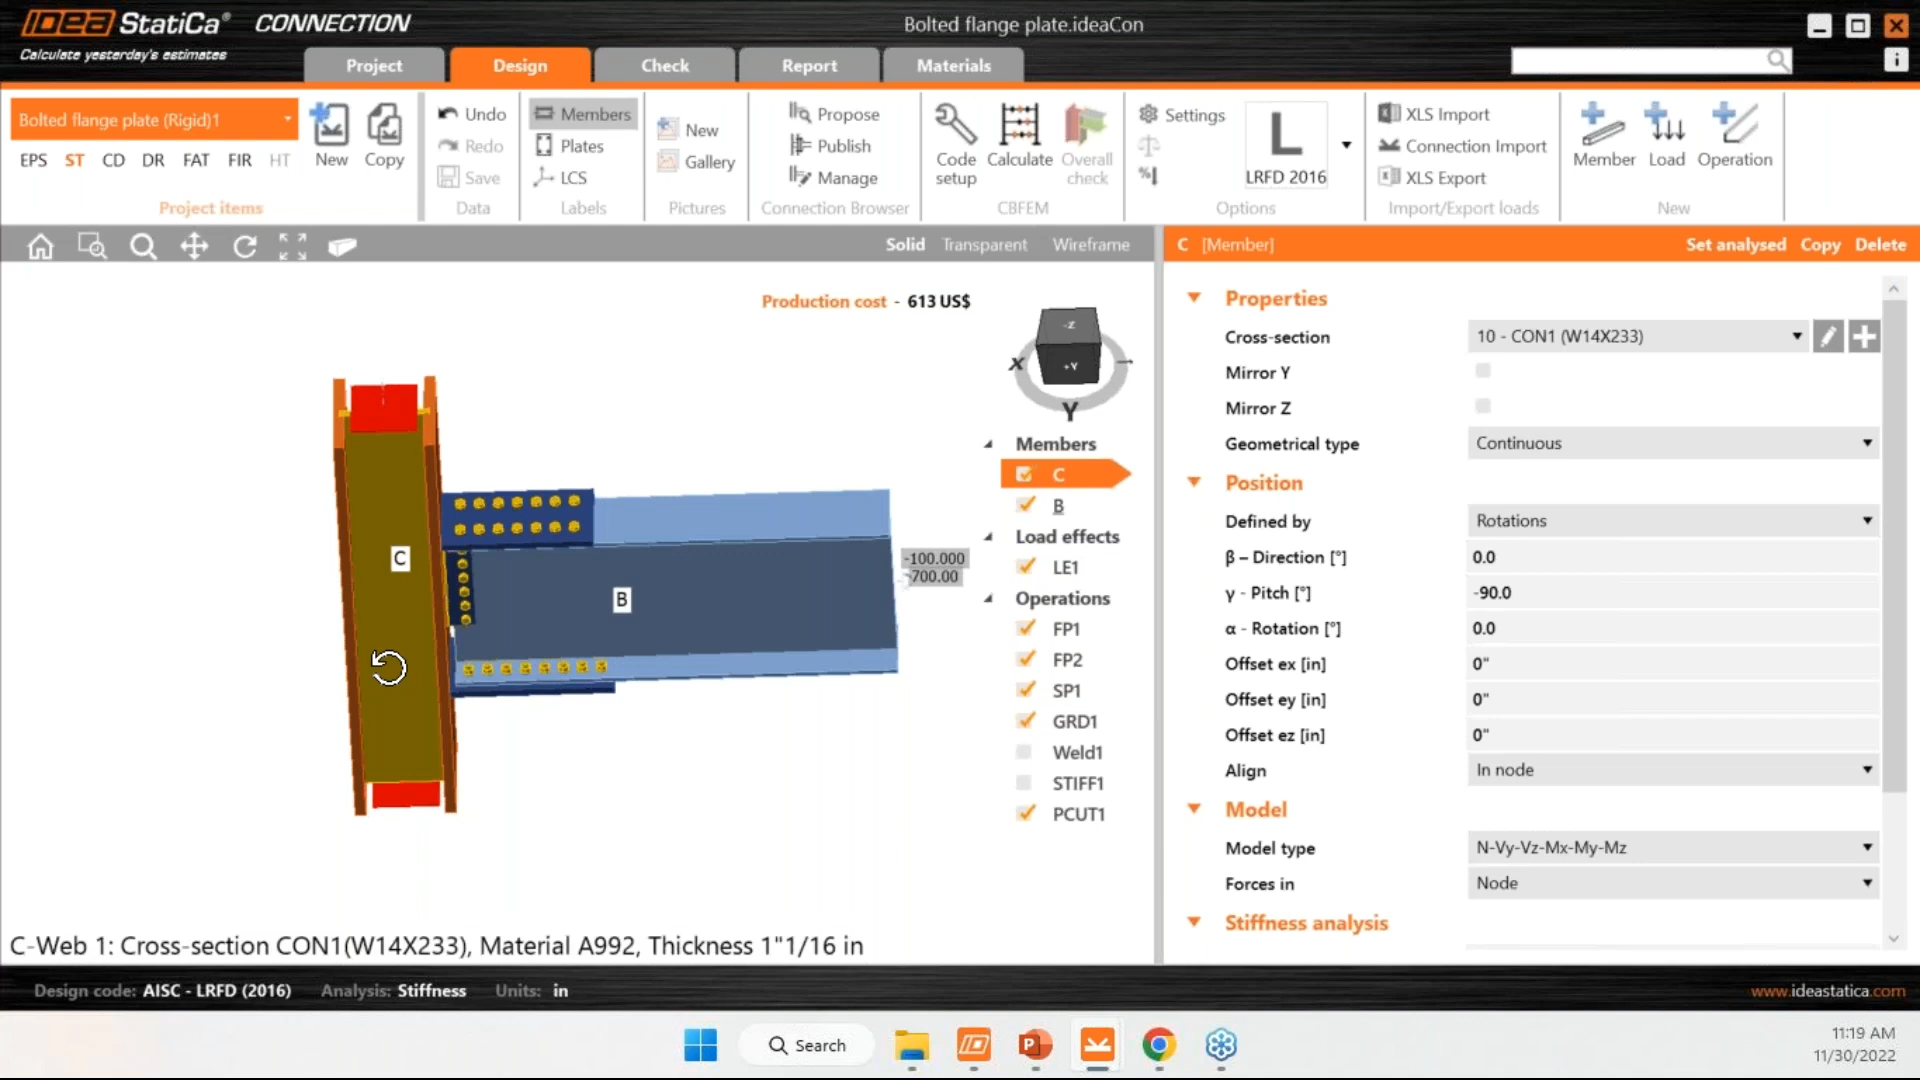 IDEA StatiCa® CONNECTION
Calculate yesterday's estimates
Bolted flange plate.ideaCon
Project
Design
Check
Report
Materials
Bolted flange plate (Rigid)1
EPS ST CD DR FAT FIR HT
New
Copy
Project items
Undo
Redo
Save
Data
Members
Plates
LCS
Labels
New
Gallery
Pictures
Propose
Publish
Manage
Connection Browser
Code setup
Calculate
Overall check
CBFEM
Settings
L
LRFD 2016
Options
XLS Import
Connection Import
XLS Export
Import/Export loads
Member
Load
Operation
New
Solid Transparent Wireframe
C [Member]
Set analysed Copy Delete
Production cost - 613 US$
-Z
+Y
X
Y
C
B
-100.000
-700.00
Members
C
B
Load effects
LE1
Operations
FP1
FP2
SP1
GRD1
Weld1
STIFF1
PCUT1
Properties
Cross-section 10 - CON1 (W14X233)
Mirror Y
Mirror Z
Geometrical type Continuous
Position
Defined by Rotations
β – Direction [°] 0.0
γ - Pitch [°] -90.0
α - Rotation [°] 0.0
Offset ex [in] 0"
Offset ey [in] 0"
Offset ez [in] 0"
Align In node
Model
Model type N-Vy-Vz-Mx-My-Mz
Forces in Node
Stiffness analysis
C-Web 1: Cross-section CON1(W14X233), Material A992, Thickness 1"1/16 in
Design code: AISC - LRFD (2016) Analysis: Stiffness Units: in
www.ideastatica.com
Search
11:19 AM
11/30/2022